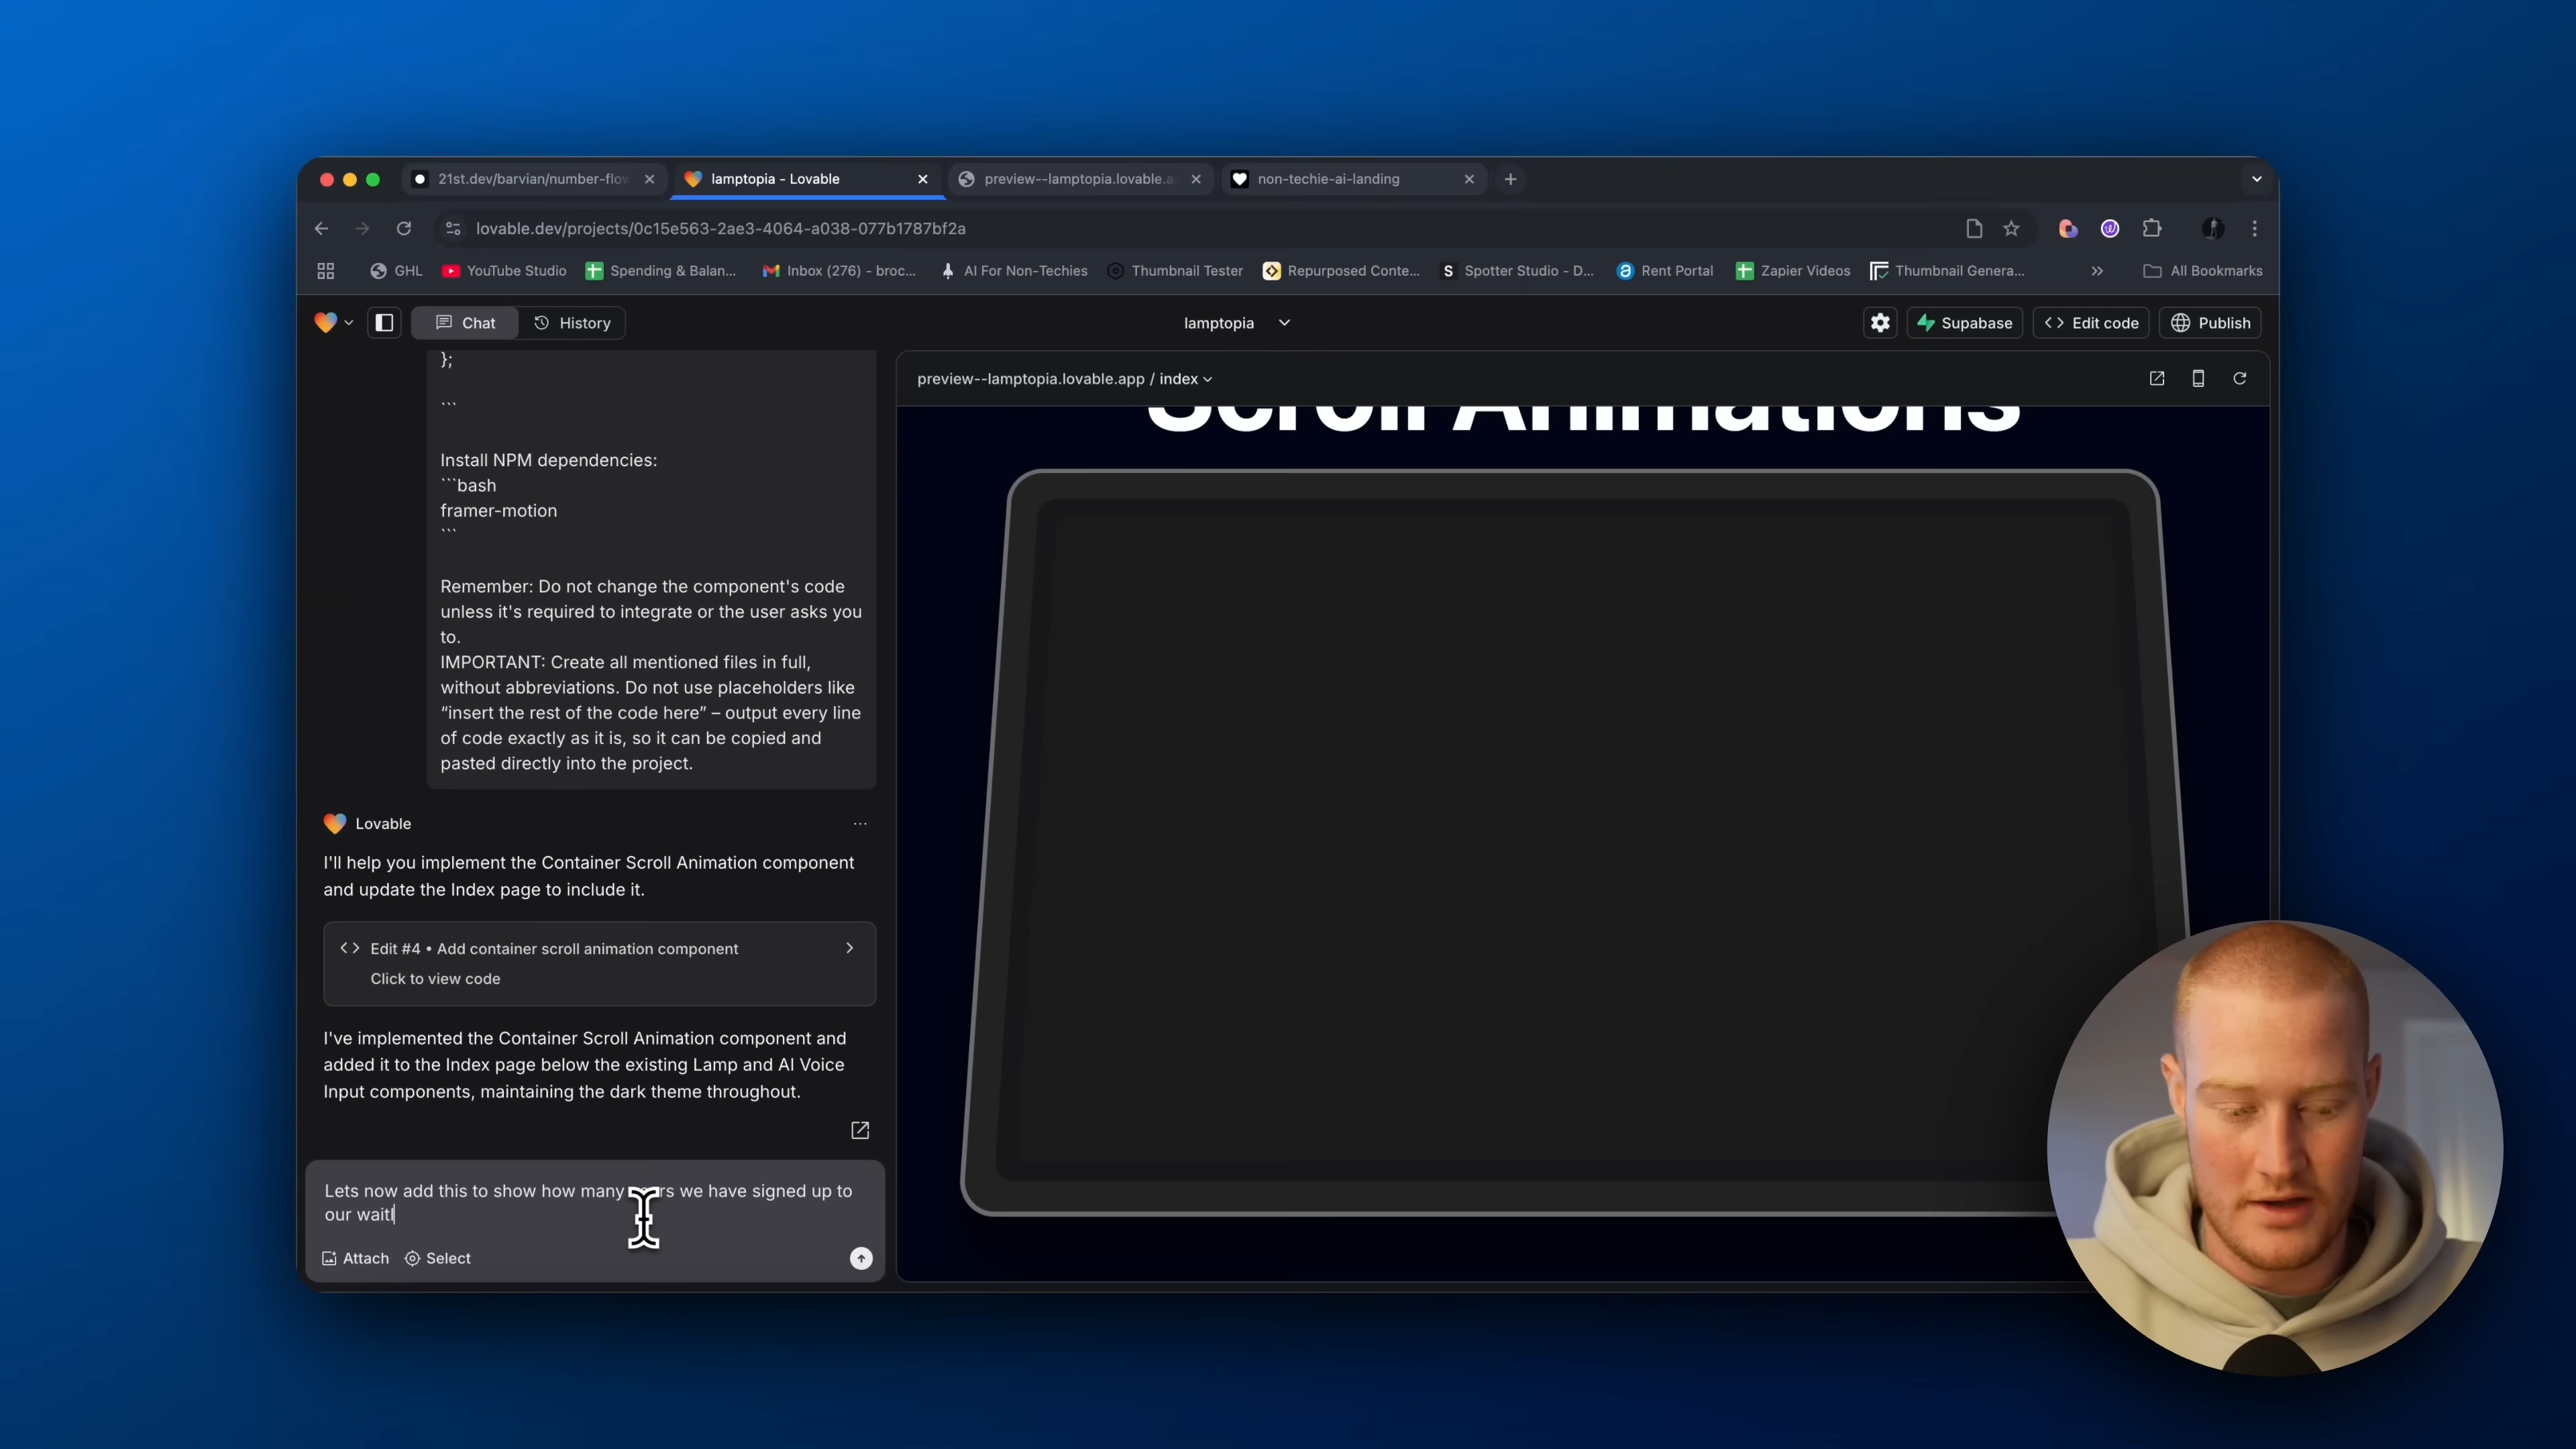 21st.dev/barvian/number-flow
lamptopia - Lovable
preview--lamptopia.lovable.a
non-techie-ai-landing
lovable.dev/projects/0c15e563-2ae3-4064-a038-077b1787bf2a
GHL
YouTube Studio
Spending & Balan...
Inbox (276) - broc...
AI For Non-Techies
Thumbnail Tester
Repurposed Conte...
S
Spotter Studio - D...
Rent Portal
Zapier Videos
Thumbnail Genera...
All Bookmarks
Chat
History
lamptopia
Supabase
Edit code
Publish
preview--lamptopia.lovable.app / index
Scroll Animations
};
```
Install NPM dependencies:
```bash
framer-motion
```
Remember: Do not change the component's code
unless it's required to integrate or the user asks you
to.
IMPORTANT: Create all mentioned files in full,
without abbreviations. Do not use placeholders like
“insert the rest of the code here” – output every line
of code exactly as it is, so it can be copied and
pasted directly into the project.
Lovable
I'll help you implement the Container Scroll Animation component
and update the Index page to include it.
Edit #4 • Add container scroll animation component
Click to view code
I've implemented the Container Scroll Animation component and
added it to the Index page below the existing Lamp and AI Voice
Input components, maintaining the dark theme throughout.
Lets now add this to show how many users we have signed up to
our waitl
Attach
Select